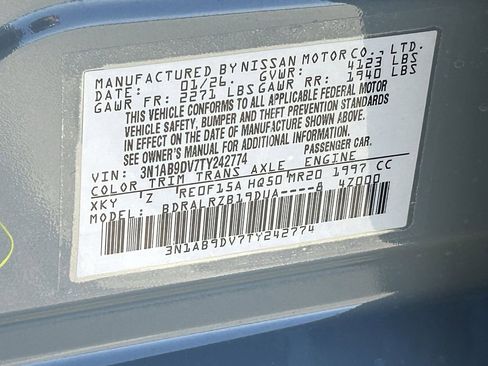 MANUFACTURED BY NISSAN MOTOR CO., LTD.
DATE: 01/26. GVWR: 4123 LBS
GAWR FR: 2271 LBS GAWR RR: 1940 LBS
THIS VEHICLE CONFORMS TO ALL APPLICABLE FEDERAL MOTOR
VEHICLE SAFETY, BUMPER AND THEFT PREVENTION STANDARDS
IN EFFECT ON THE DATE OF MANUFACTURE SHOWN ABOVE.
SEE OWNER'S MANUAL FOR ADDITIONAL INFORMATION.
VIN: 3N1AB9DV7TY242774 PASSENGER CAR.
COLOR TRIM TRANS AXLE ENGINE
XKY Z RE0F15A HQ50 MR20 1997 CC
BDRALRZB19DUA----8 4Z000
3N1AB9DV7TY242774